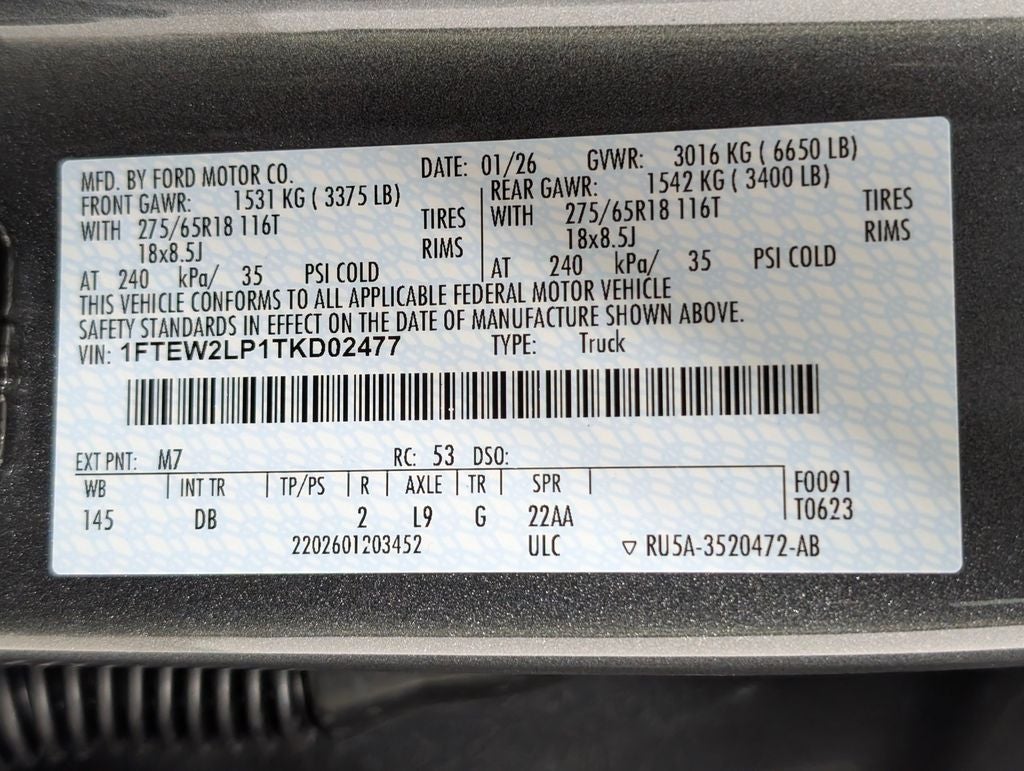 MFD. BY FORD MOTOR CO. DATE: 01/26 GVWR: 3016 KG ( 6650 LB)
FRONT GAWR: 1531 KG ( 3375 LB) REAR GAWR: 1542 KG ( 3400 LB)
WITH 275/65R18 116T TIRES WITH 275/65R18 116T TIRES
18x8.5J RIMS 18x8.5J RIMS
AT 240 kPa/ 35 PSI COLD AT 240 kPa/ 35 PSI COLD
THIS VEHICLE CONFORMS TO ALL APPLICABLE FEDERAL MOTOR VEHICLE
SAFETY STANDARDS IN EFFECT ON THE DATE OF MANUFACTURE SHOWN ABOVE.
VIN: 1FTEW2LP1TKD02477 TYPE: Truck
EXT PNT: M7 RC: 53 DSO:
WB INT TR TP/PS R AXLE TR SPR F0091
145 DB 2 L9 G 22AA T0623
2202601203452 ULC ▽ RU5A-3520472-AB